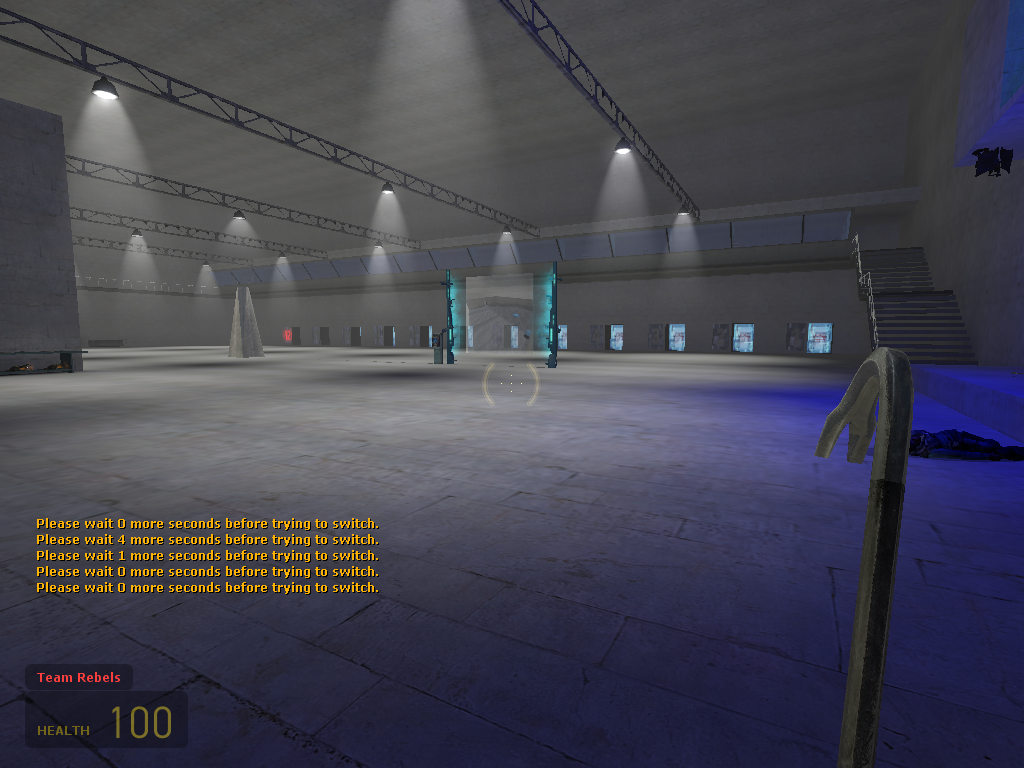 Please wait 0 more seconds before trying to switch.
Please wait 4 more seconds before trying to switch.
Please wait 1 more seconds before trying to switch.
Please wait 0 more seconds before trying to switch.
Please wait 0 more seconds before trying to switch.
Team Rebels
HEALTH 100